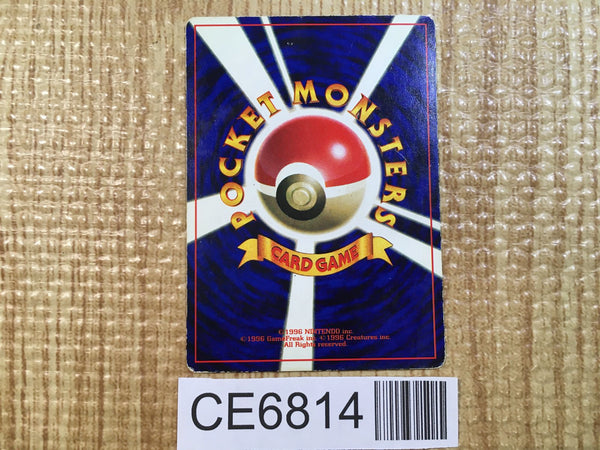 POCKET MONSTERS
CARD GAME
©1996 NINTENDO inc.
©1996 GameFreak inc. ©1996 Creatures inc.
All Rights reserved.
CE6814